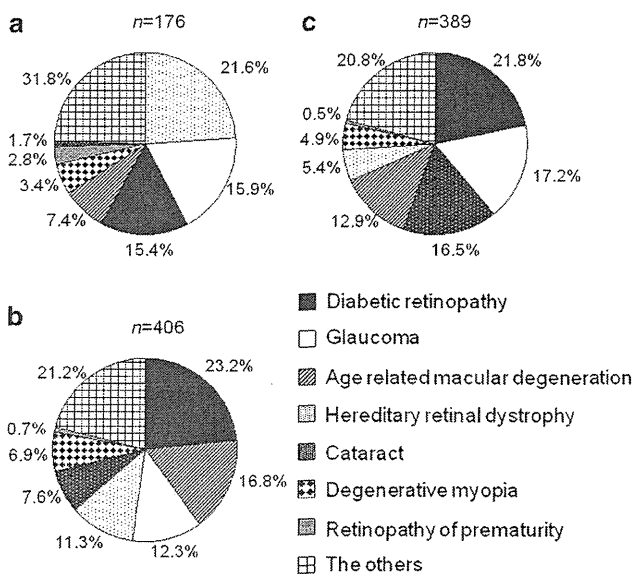 a
n=176
21.6%
15.9%
15.4%
7.4%
3.4%
2.8%
1.7%
31.8%
c
n=389
21.8%
17.2%
16.5%
12.9%
5.4%
4.9%
0.5%
20.8%
b
n=406
23.2%
16.8%
12.3%
11.3%
7.6%
6.9%
0.7%
21.2%
Diabetic retinopathy
Glaucoma
Age related macular degeneration
Hereditary retinal dystrophy
Cataract
Degenerative myopia
Retinopathy of prematurity
The others